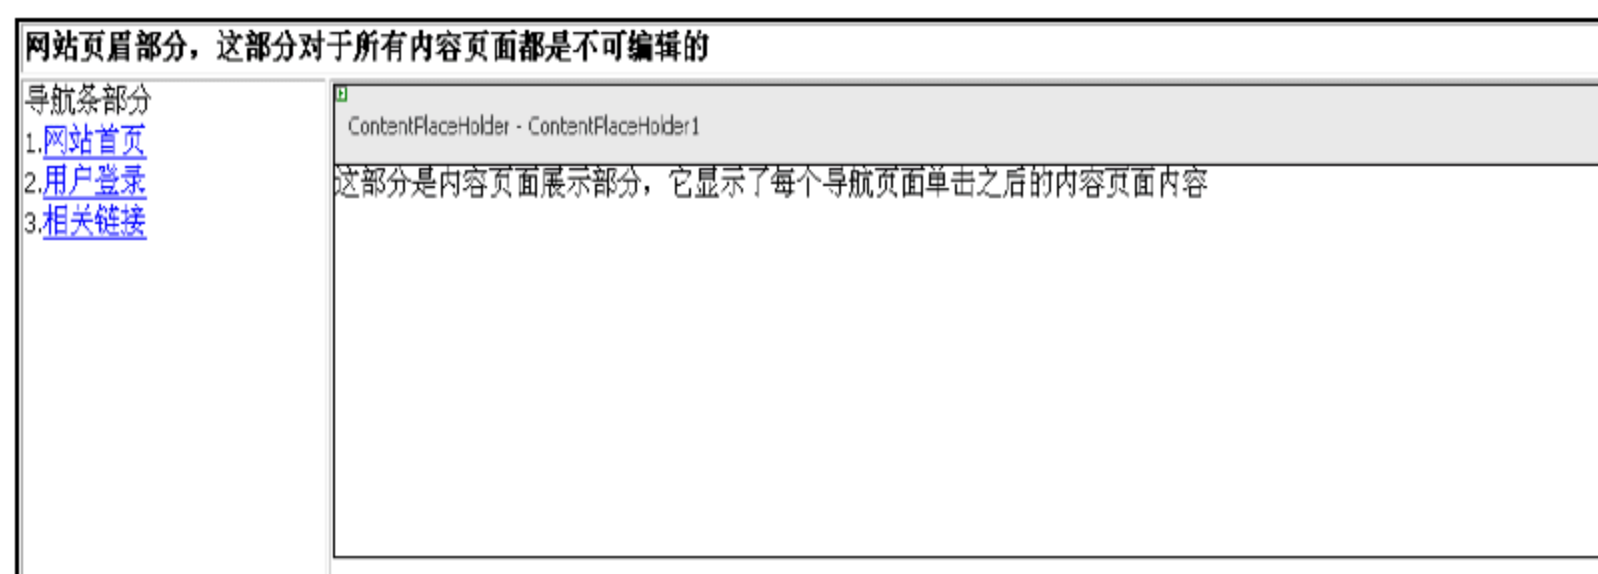 网站页眉部分，这部分对于所有内容页面都是不可编辑的
导航条部分
1.网站首页
2.用户登录
3.相关链接
ContentPlaceHolder - ContentPlaceHolder1
这部分是内容页面展示部分，它显示了每个导航页面单击之后的内容页面内容